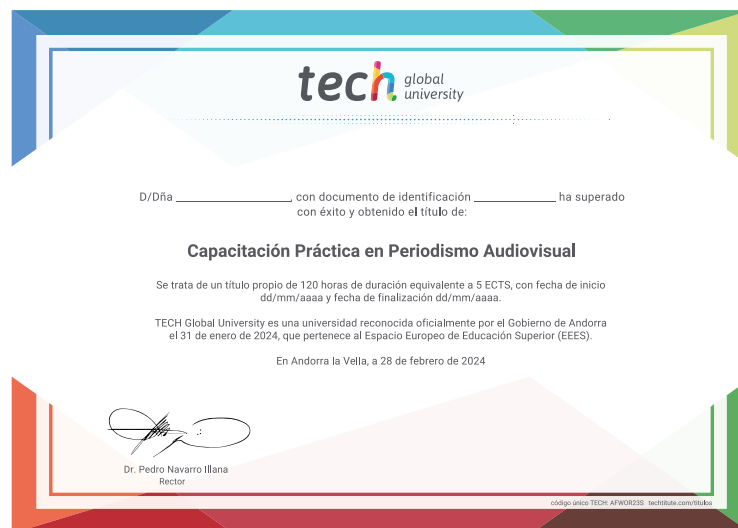 tech global
university
D/Dña ____________, con documento de identificación ____________ ha superado
con éxito y obtenido el título de:
Capacitación Práctica en Periodismo Audiovisual
Se trata de un título propio de 120 horas de duración equivalente a 5 ECTS, con fecha de inicio
dd/mm/aaaa y fecha de finalización dd/mm/aaaa.
TECH Global University es una universidad reconocida oficialmente por el Gobierno de Andorra
el 31 de enero de 2024, que pertenece al Espacio Europeo de Educación Superior (EEES).
En Andorra la Vella, a 28 de febrero de 2024
Dr. Pedro Navarro Illana
Rector
código único TECH: AFWOR23S techtitute.com/titulos